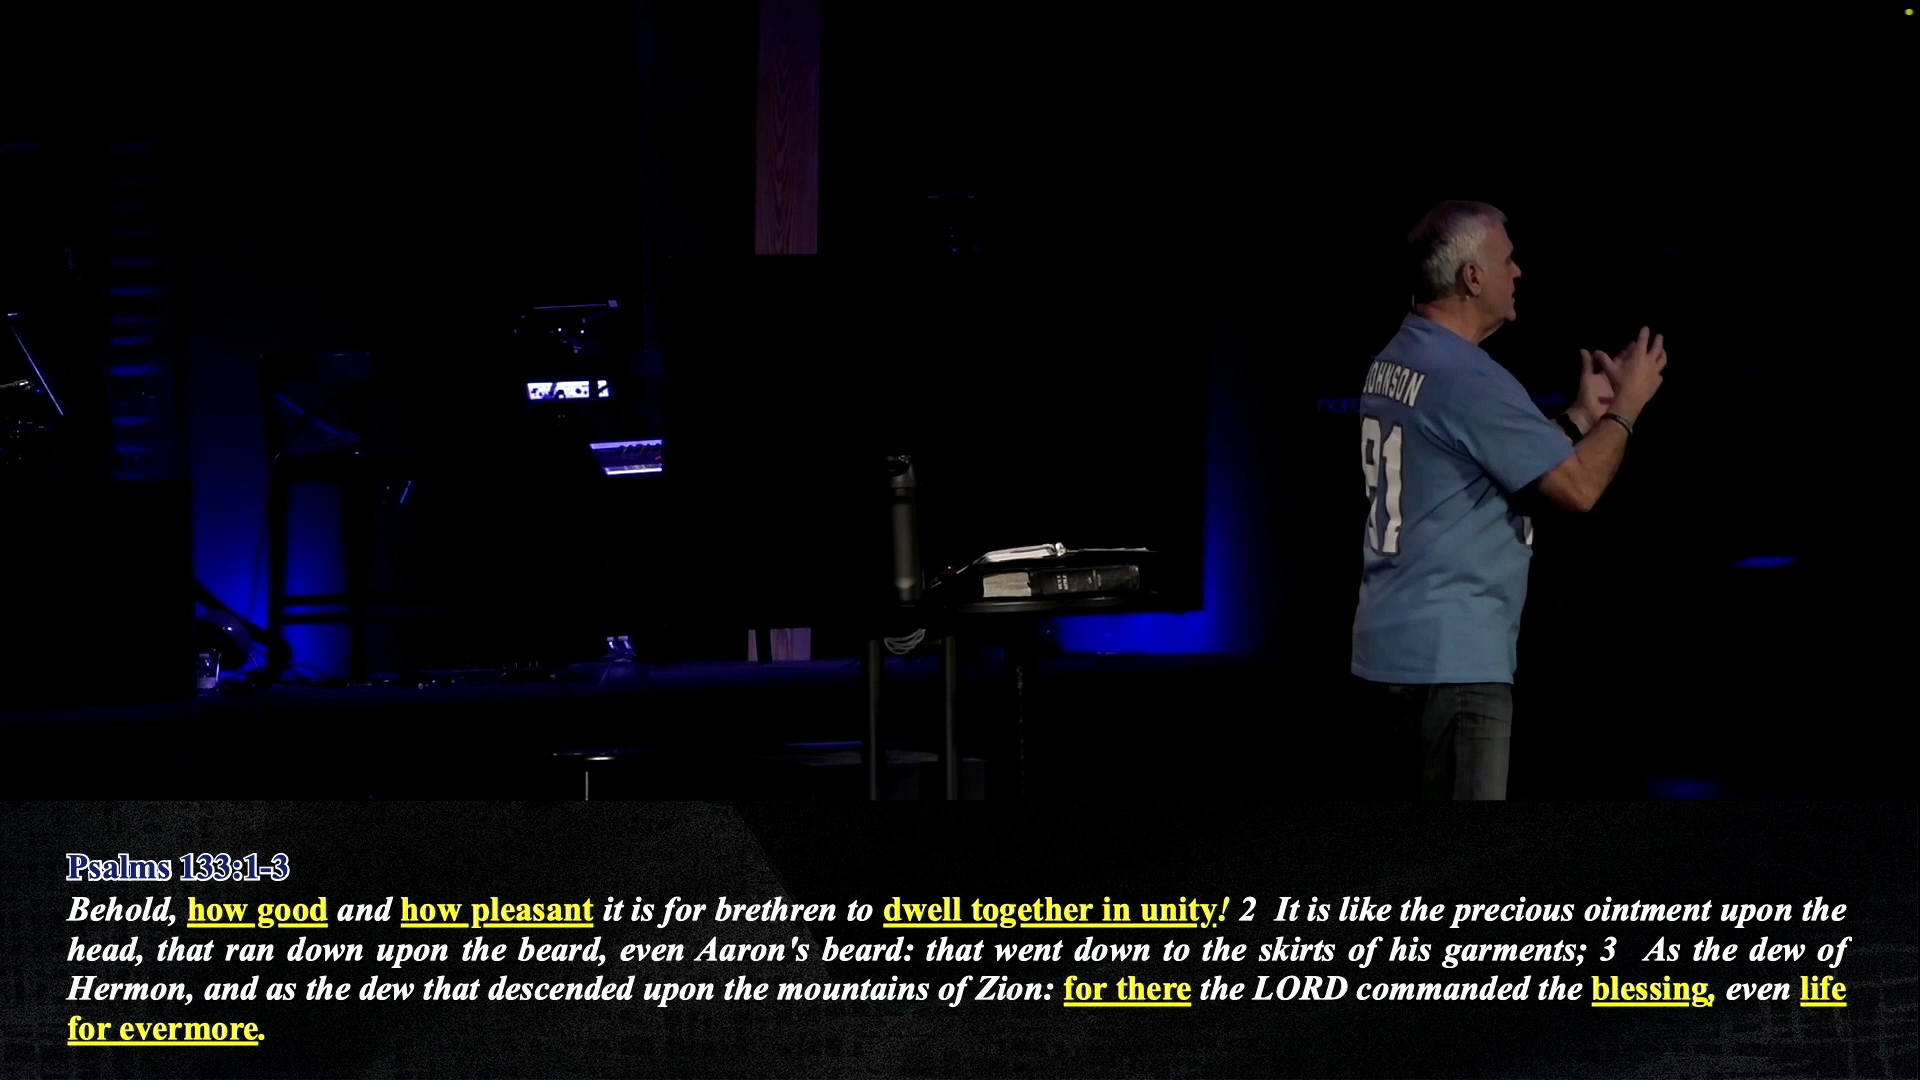 JOHNSON
91
Psalms 133:1-3
Behold, how good and how pleasant it is for brethren to dwell together in unity! 2 It is like the precious ointment upon the
head, that ran down upon the beard, even Aaron's beard: that went down to the skirts of his garments; 3 As the dew of
Hermon, and as the dew that descended upon the mountains of Zion: for there the LORD commanded the blessing, even life
for evermore.